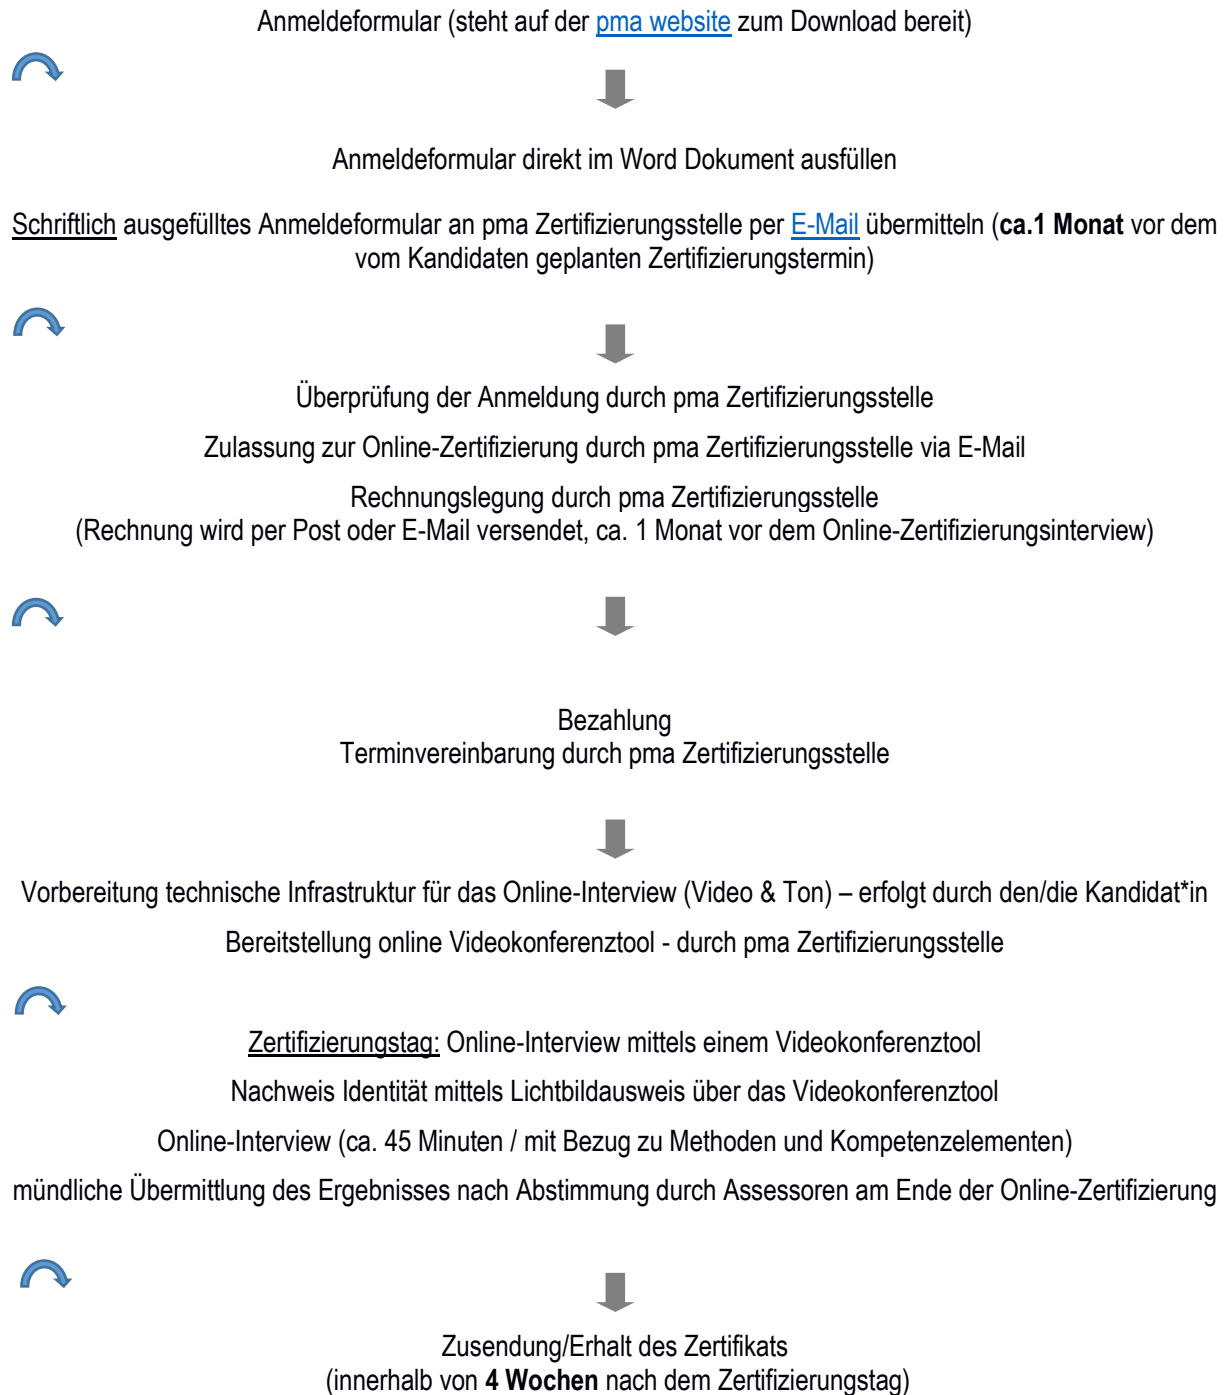 Anmeldeformular (steht auf der pma website zum Download bereit)
Anmeldeformular direkt im Word Dokument ausfüllen
Schriftlich ausgefülltes Anmeldeformular an pma Zertifizierungsstelle per E-Mail übermitteln (ca.1 Monat vor dem
vom Kandidaten geplanten Zertifizierungstermin)
Überprüfung der Anmeldung durch pma Zertifizierungsstelle
Zulassung zur Online-Zertifizierung durch pma Zertifizierungsstelle via E-Mail
Rechnungslegung durch pma Zertifizierungsstelle
(Rechnung wird per Post oder E-Mail versendet, ca. 1 Monat vor dem Online-Zertifizierungsinterview)
Bezahlung
Terminvereinbarung durch pma Zertifizierungsstelle
Vorbereitung technische Infrastruktur für das Online-Interview (Video & Ton) – erfolgt durch den/die Kandidat*in
Bereitstellung online Videokonferenztool - durch pma Zertifizierungsstelle
Zertifizierungstag: Online-Interview mittels einem Videokonferenztool
Nachweis Identität mittels Lichtbildausweis über das Videokonferenztool
Online-Interview (ca. 45 Minuten / mit Bezug zu Methoden und Kompetenzelementen)
mündliche Übermittlung des Ergebnisses nach Abstimmung durch Assessoren am Ende der Online-Zertifizierung
Zusendung/Erhalt des Zertifikats
(innerhalb von 4 Wochen nach dem Zertifizierungstag)